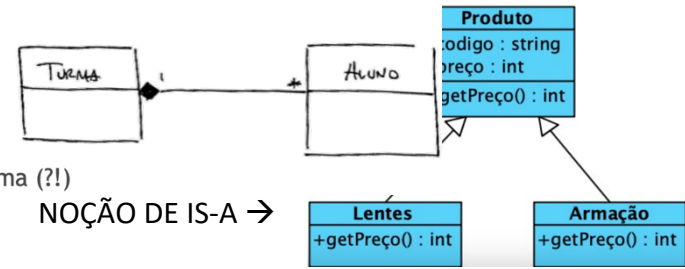 TURMA
1
*
ALUNO
ma (?!)
NOÇÃO DE IS-A →
Produto
codigo : string
preço : int
getPreço() : int
Lentes
+getPreço() : int
Armação
+getPreço() : int